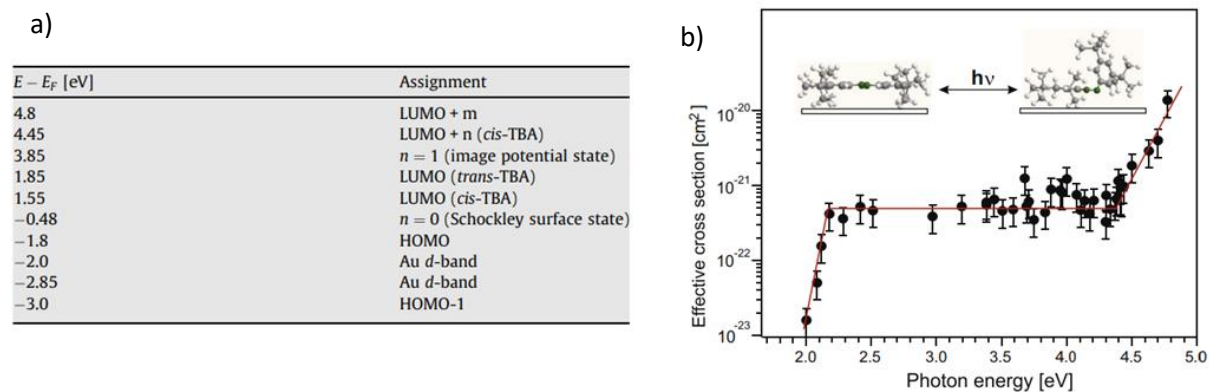 a)
E − E_F [eV] Assignment
4.8 LUMO + m
4.45 LUMO + n (cis-TBA)
3.85 n = 1 (image potential state)
1.85 LUMO (trans-TBA)
1.55 LUMO (cis-TBA)
−0.48 n = 0 (Schockley surface state)
−1.8 HOMO
−2.0 Au d-band
−2.85 Au d-band
−3.0 HOMO-1
b)
hν
Effective cross section [cm²]
10⁻²⁰
10⁻²¹
10⁻²²
10⁻²³
2.0 2.5 3.0 3.5 4.0 4.5 5.0
Photon energy [eV]